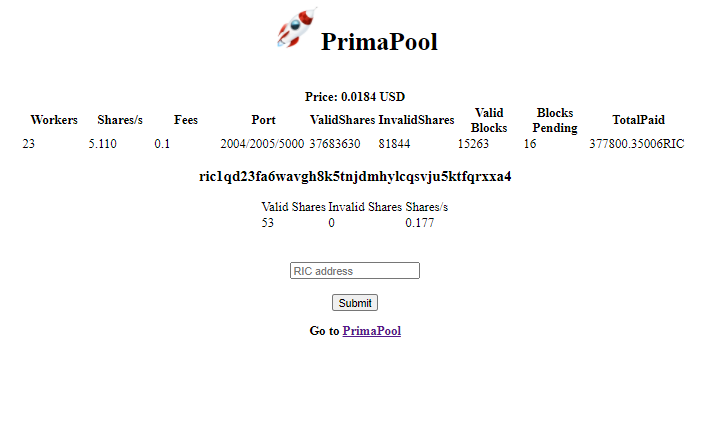 PrimaPool
Price: 0.0184 USD
Workers Shares/s Fees Port ValidShares InvalidShares Valid Blocks Blocks Pending TotalPaid
23 5.110 0.1 2004/2005/5000 37683630 81844 15263 16 377800.35006RIC
ric1qd23fa6wavgh8k5tnjdmhylcqsvju5ktfqrxxa4
Valid Shares Invalid Shares Shares/s
53 0 0.177
RIC address
Submit
Go to PrimaPool